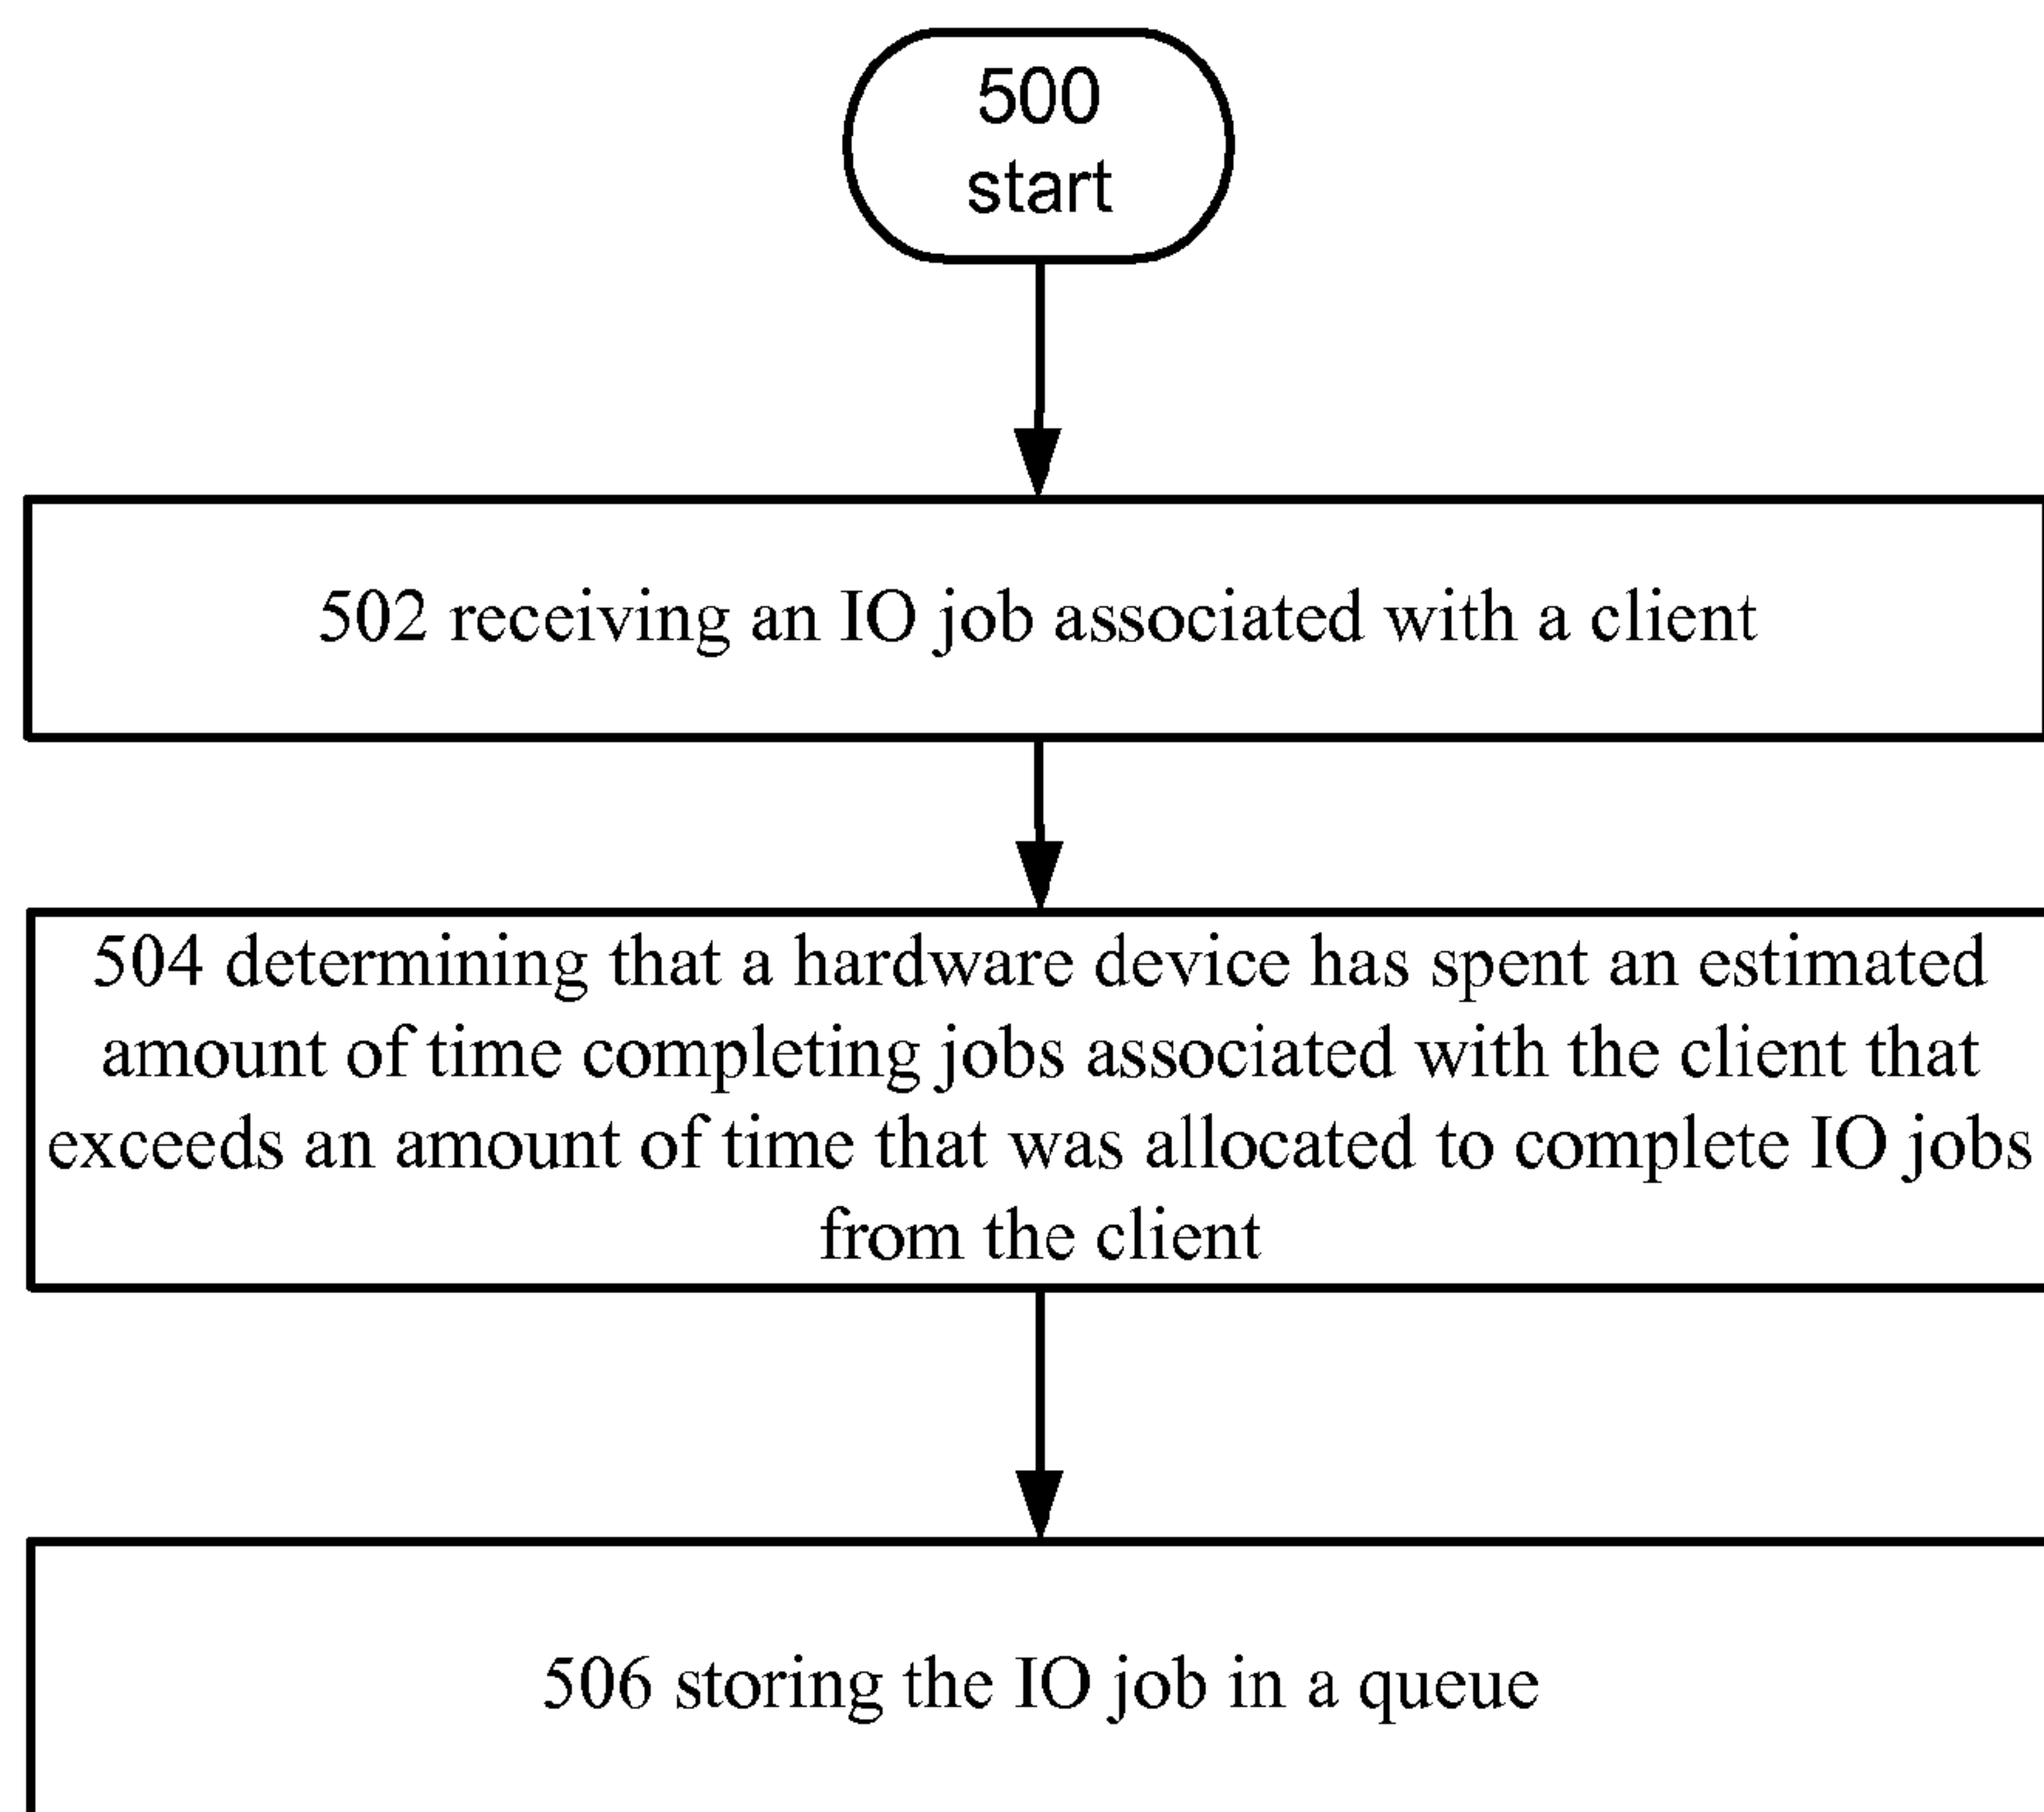 500
start
502 receiving an IO job associated with a client
504 determining that a hardware device has spent an estimated
amount of time completing jobs associated with the client that
exceeds an amount of time that was allocated to complete IO jobs
from the client
506 storing the IO job in a queue